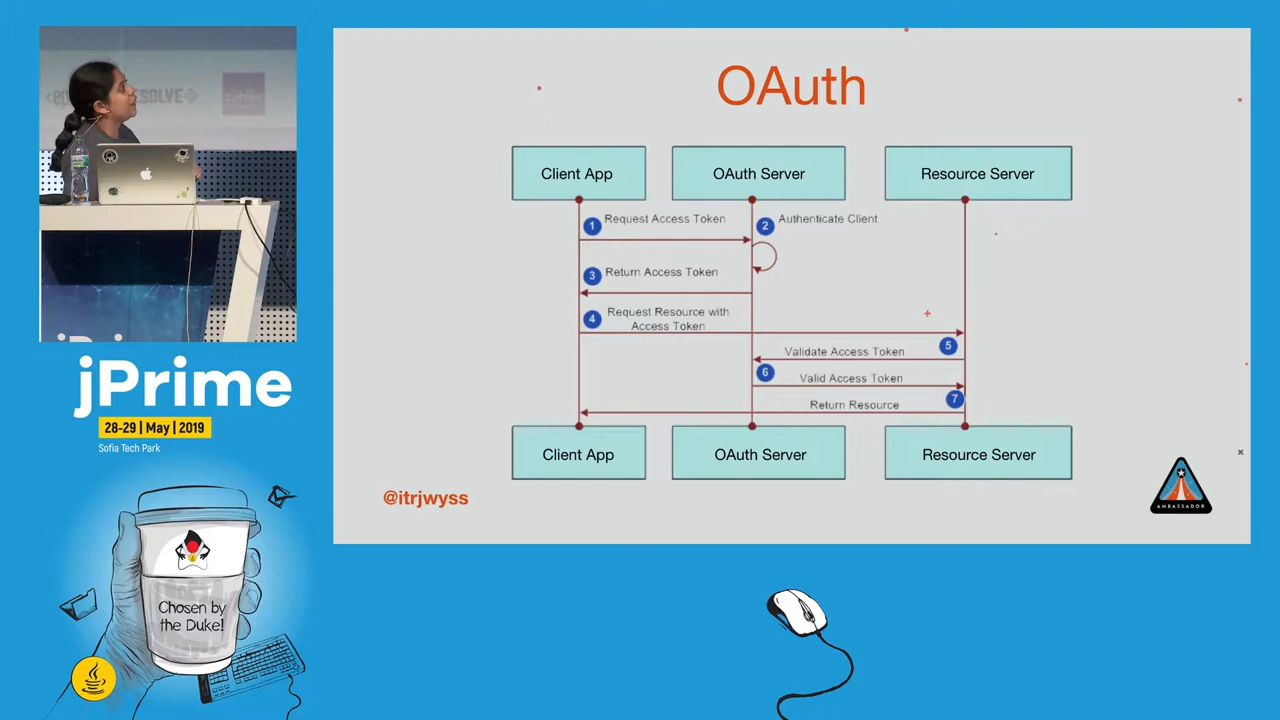 OAuth
Client App
OAuth Server
Resource Server
1
Request Access Token
2
Authenticate Client
3
Return Access Token
4
Request Resource with
Access Token
5
Validate Access Token
6
Valid Access Token
7
Return Resource
Client App
OAuth Server
Resource Server
@itrjwyss
AMBASSADOR
jPrime
28-29 | May | 2019
Sofia Tech Park
Chosen by
the Duke!